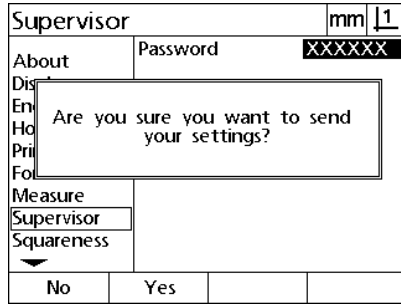 Supervisor mm 1
Password XXXXXX
About
Are you sure you want to send
your settings?
Measure
Supervisor
Squareness
No Yes